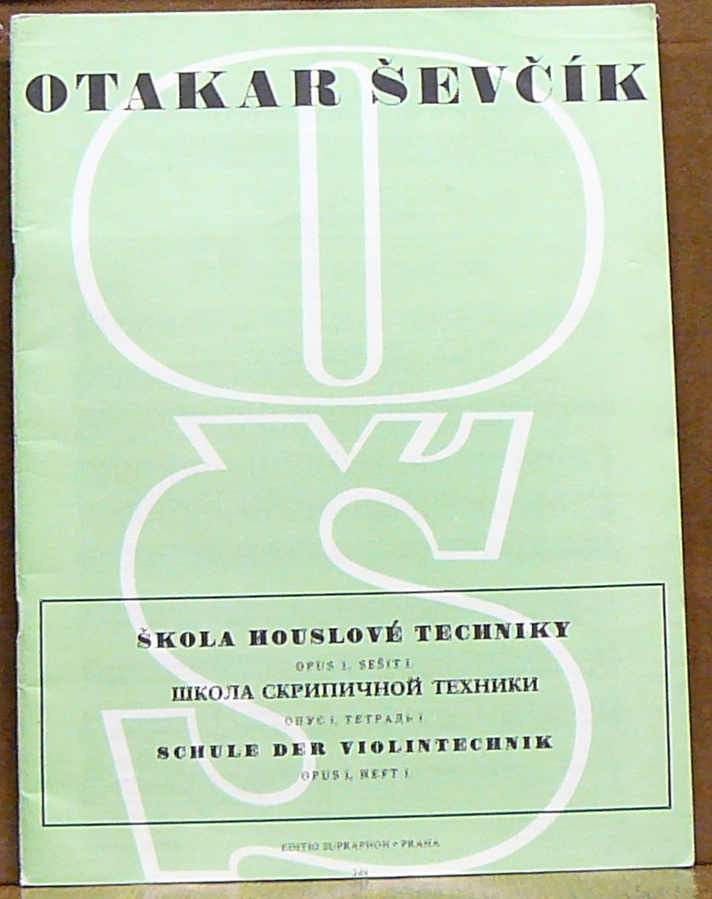 OTAKAR ŠEVČÍK
OŠ
ŠKOLA HOUSLOVÉ TECHNIKY
OPUS 1, SEŠIT 1
ШКОЛА СКРИПИЧНОЙ ТЕХНИКИ
ОПУС 1, ТЕТРАДЬ 1
SCHULE DER VIOLINTECHNIK
OPUS 1, HEFT 1
EDITIO SUPRAPHON • PRAHA